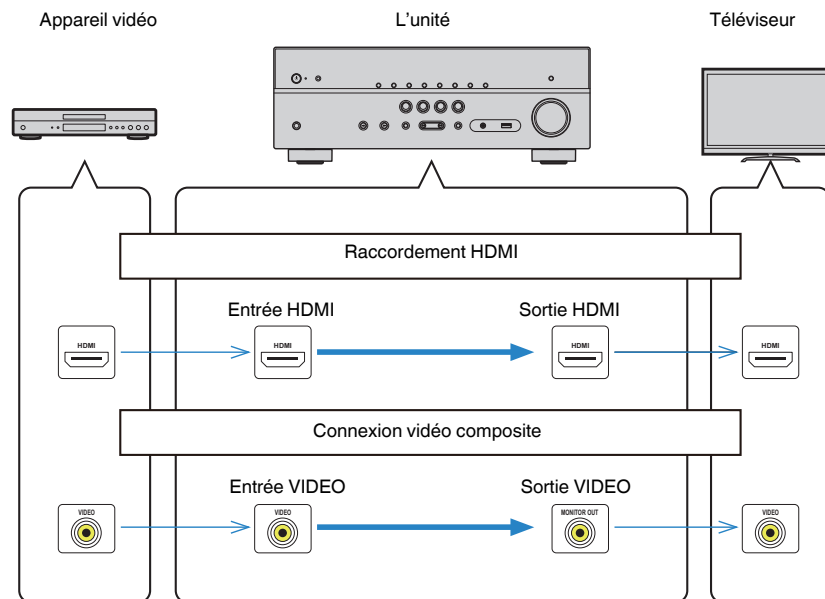 Appareil vidéo
L'unité
Téléviseur
Raccordement HDMI
Entrée HDMI
Sortie HDMI
HDMI
HDMI
HDMI
HDMI
Connexion vidéo composite
Entrée VIDEO
Sortie VIDEO
VIDEO
VIDEO
MONITOR OUT
VIDEO